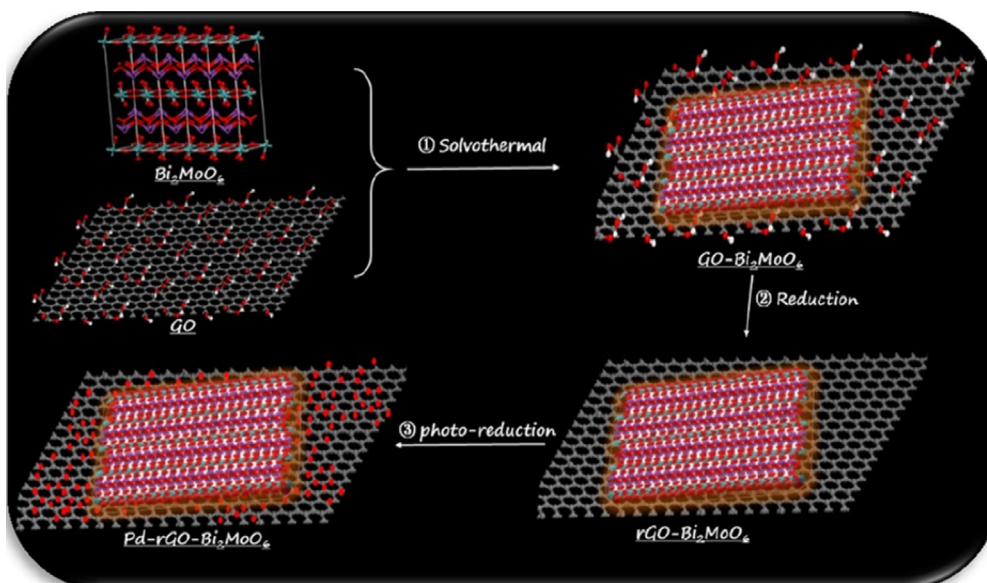 Bi₂MoO₆
① Solvothermal
GO
GO-Bi₂MoO₆
② Reduction
③ photo-reduction
Pd-rGO-Bi₂MoO₆
rGO-Bi₂MoO₆